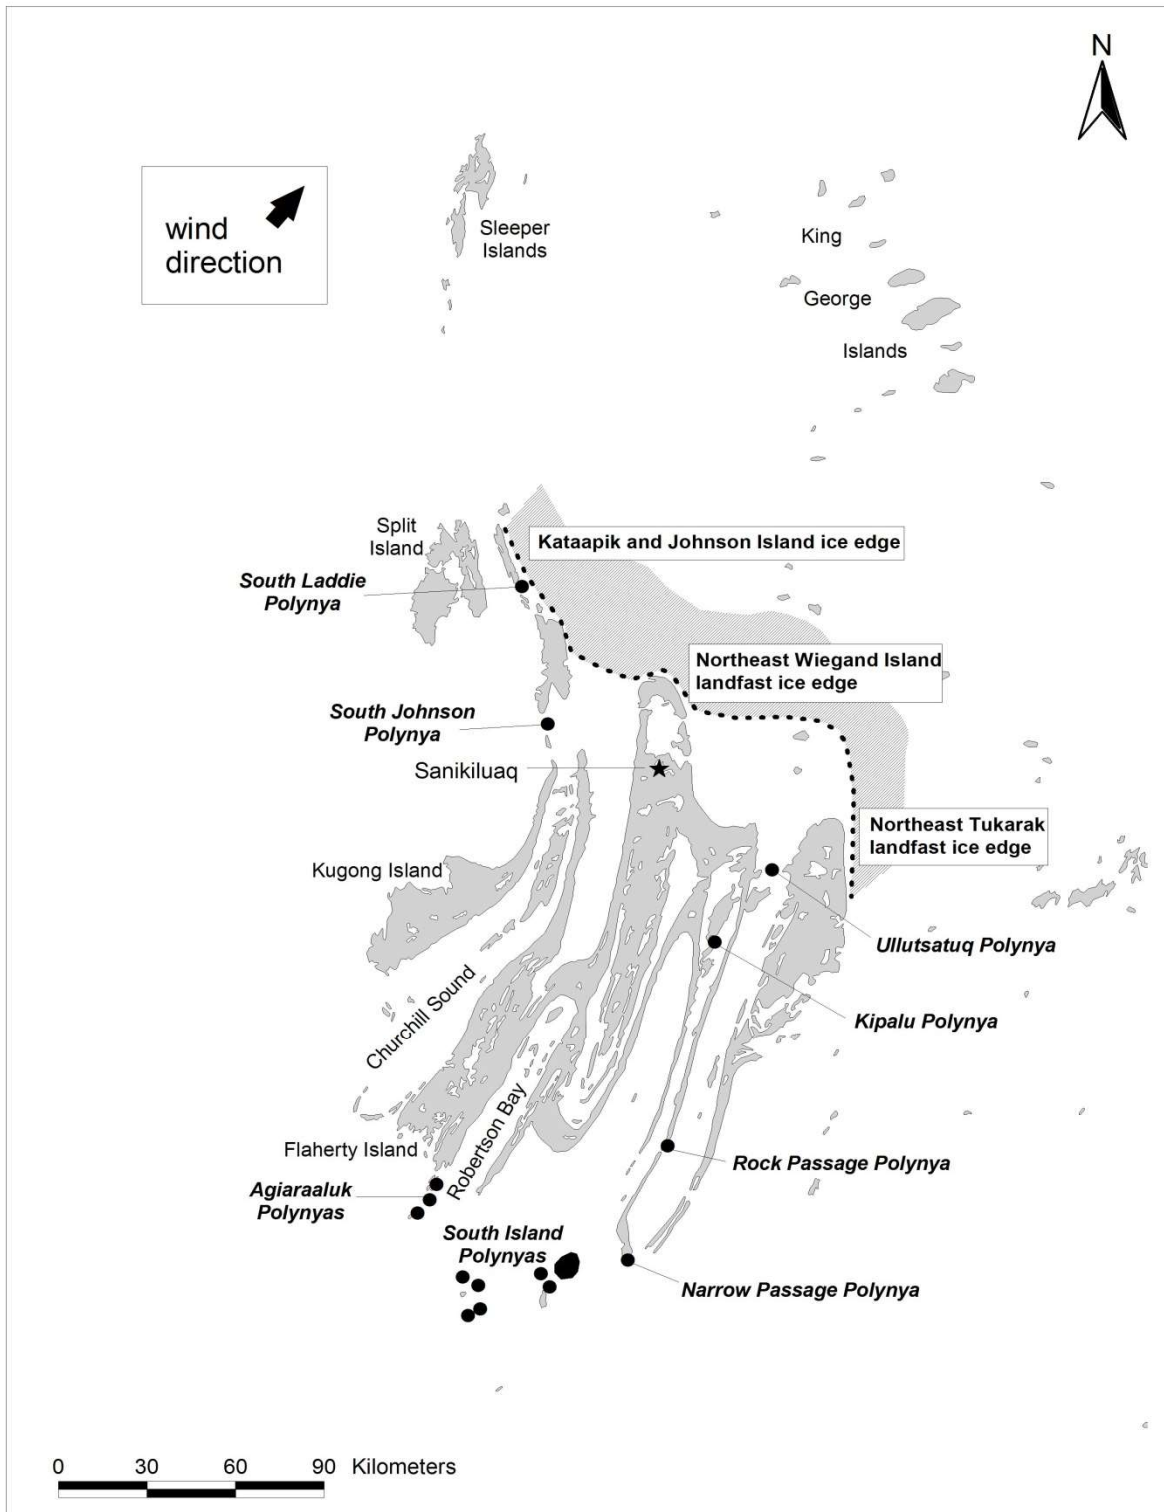 N
wind
direction
Sleeper
Islands
King
George
Islands
Split
Island
Kataapik and Johnson Island ice edge
South Laddie
Polynya
Northeast Wiegand Island
landfast ice edge
South Johnson
Polynya
Sanikiluaq
Northeast Tukarak
landfast ice edge
Kugong Island
Ullutsatuq Polynya
Kipalu Polynya
Churchill Sound
Robertson Bay
Flaherty Island
Rock Passage Polynya
Agiaraaluk
Polynyas
South Island
Polynyas
Narrow Passage Polynya
0 30 60 90 Kilometers